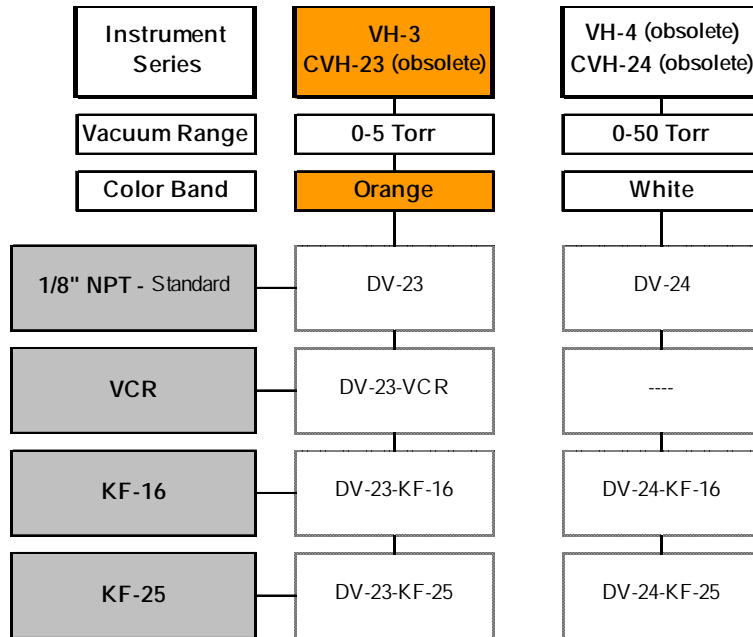 Instrument Series
VH-3
CVH-23 (obsolete)
VH-4 (obsolete)
CVH-24 (obsolete)
Vacuum Range
0-5 Torr
0-50 Torr
Color Band
Orange
White
1/8" NPT - Standard
DV-23
DV-24
VCR
DV-23-VCR
----
KF-16
DV-23-KF-16
DV-24-KF-16
KF-25
DV-23-KF-25
DV-24-KF-25